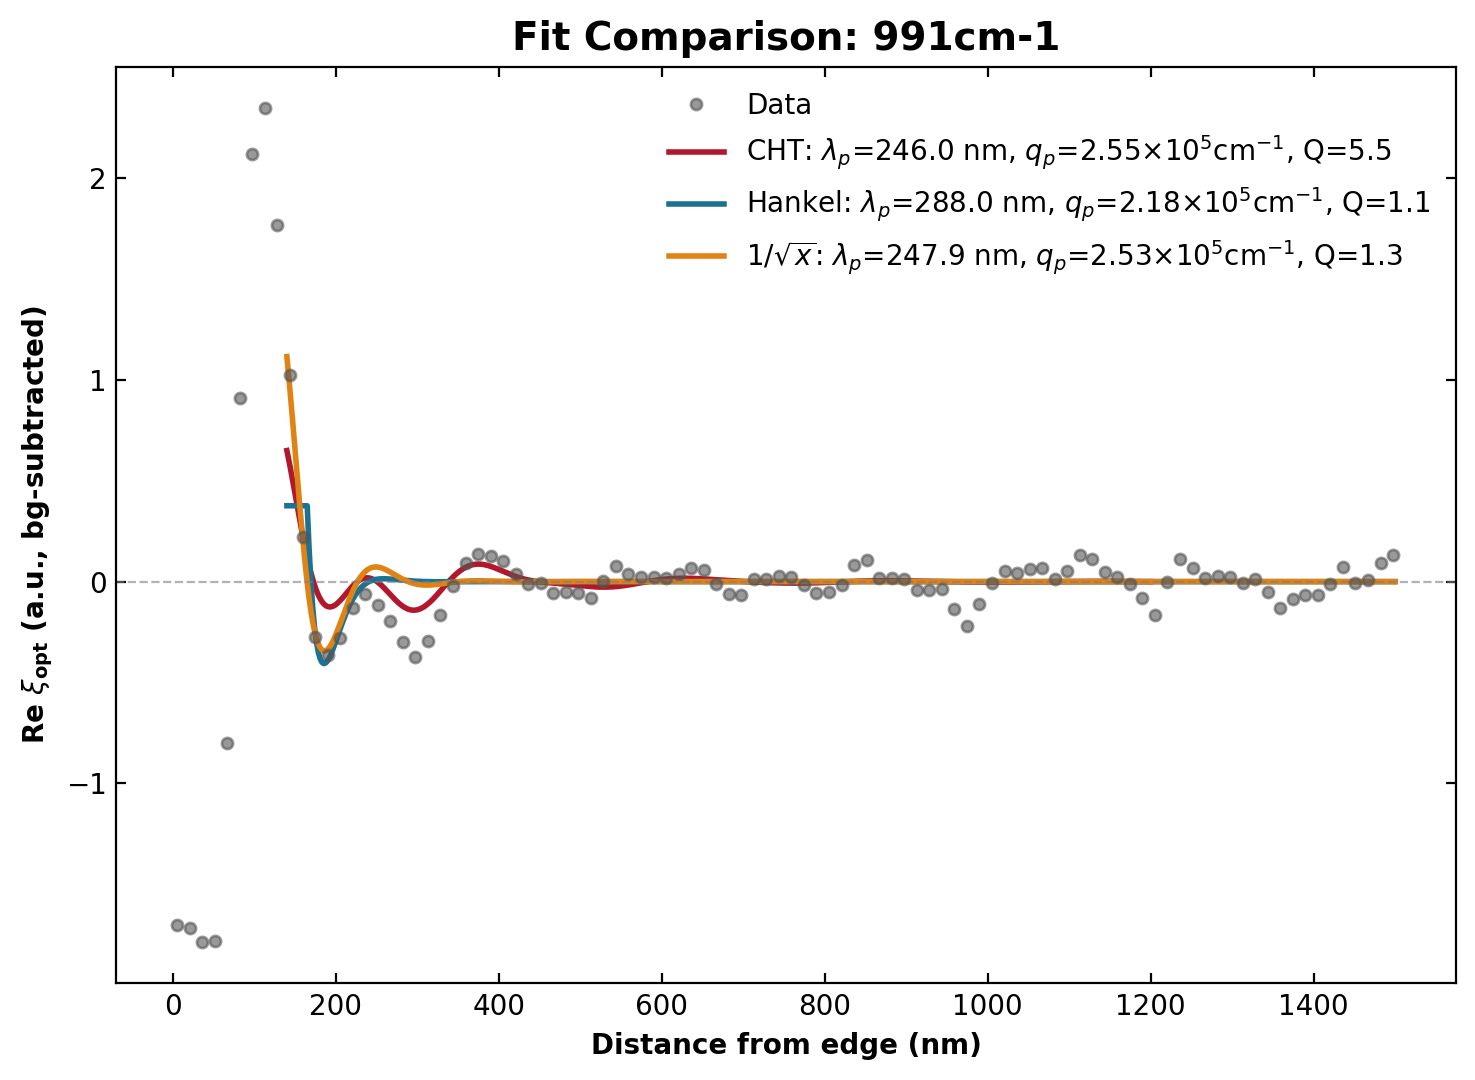 Fit Comparison: 991cm-1
Data
CHT: λₚ=246.0 nm, qₚ=2.55×10⁵cm⁻¹, Q=5.5
Hankel: λₚ=288.0 nm, qₚ=2.18×10⁵cm⁻¹, Q=1.1
1/√x: λₚ=247.9 nm, qₚ=2.53×10⁵cm⁻¹, Q=1.3
Re ξopt (a.u., bg-subtracted)
2
1
0
−1
0 200 400 600 800 1000 1200 1400
Distance from edge (nm)